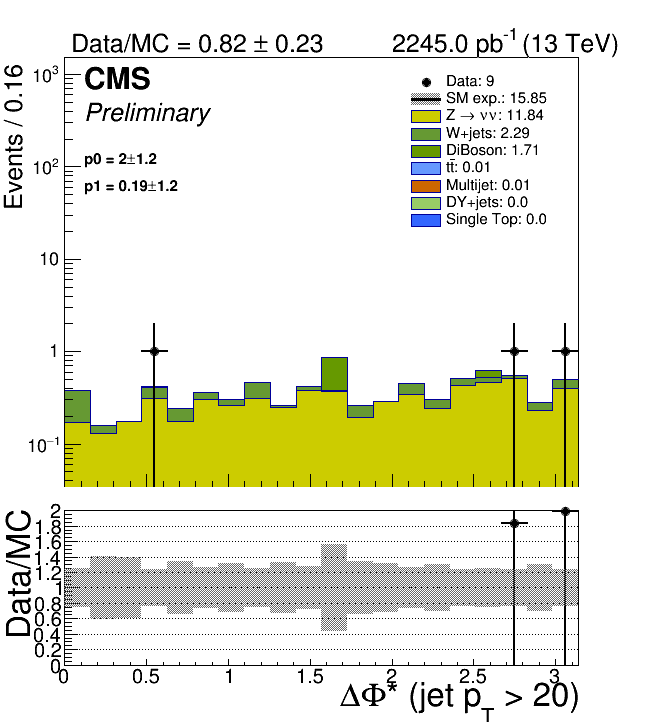 Data/MC = 0.82 ± 0.23 2245.0 pb⁻¹ (13 TeV)
Events / 0.16
10³
10²
10
1
10⁻¹
CMS
Preliminary
p0 = 2±1.2
p1 = 0.19±1.2
Data: 9
SM exp.: 15.85
Z → νν: 11.84
W+jets: 2.29
DiBoson: 1.71
tt̄: 0.01
Multijet: 0.01
DY+jets: 0.0
Single Top: 0.0
Data/MC
2
1.8
1.6
1.4
1.2
1
0.8
0.6
0.4
0.2
0
0 0.5 1 1.5 2 2.5 3
ΔΦ* (jet p_T > 20)